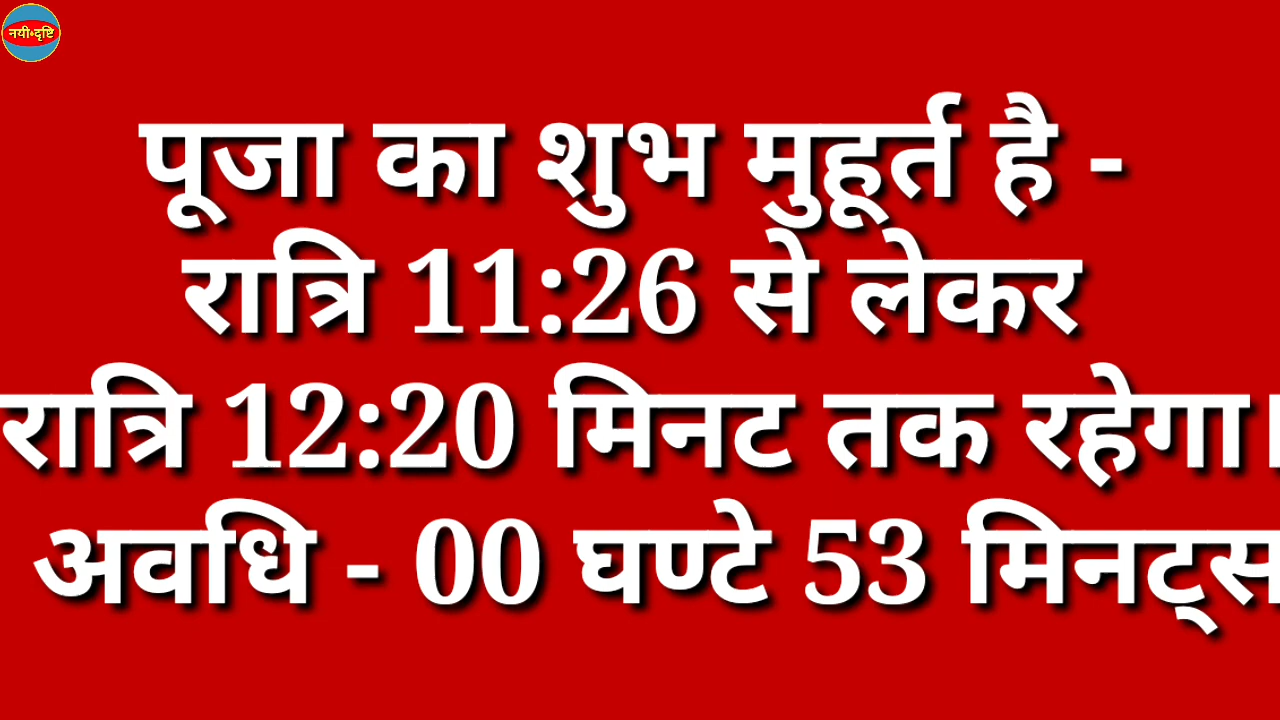 नयी•दृष्टि
पूजा का शुभ मुहूर्त है -
रात्रि 11:26 से लेकर
रात्रि 12:20 मिनट तक रहेगा।
अवधि - 00 घण्टे 53 मिनट्स